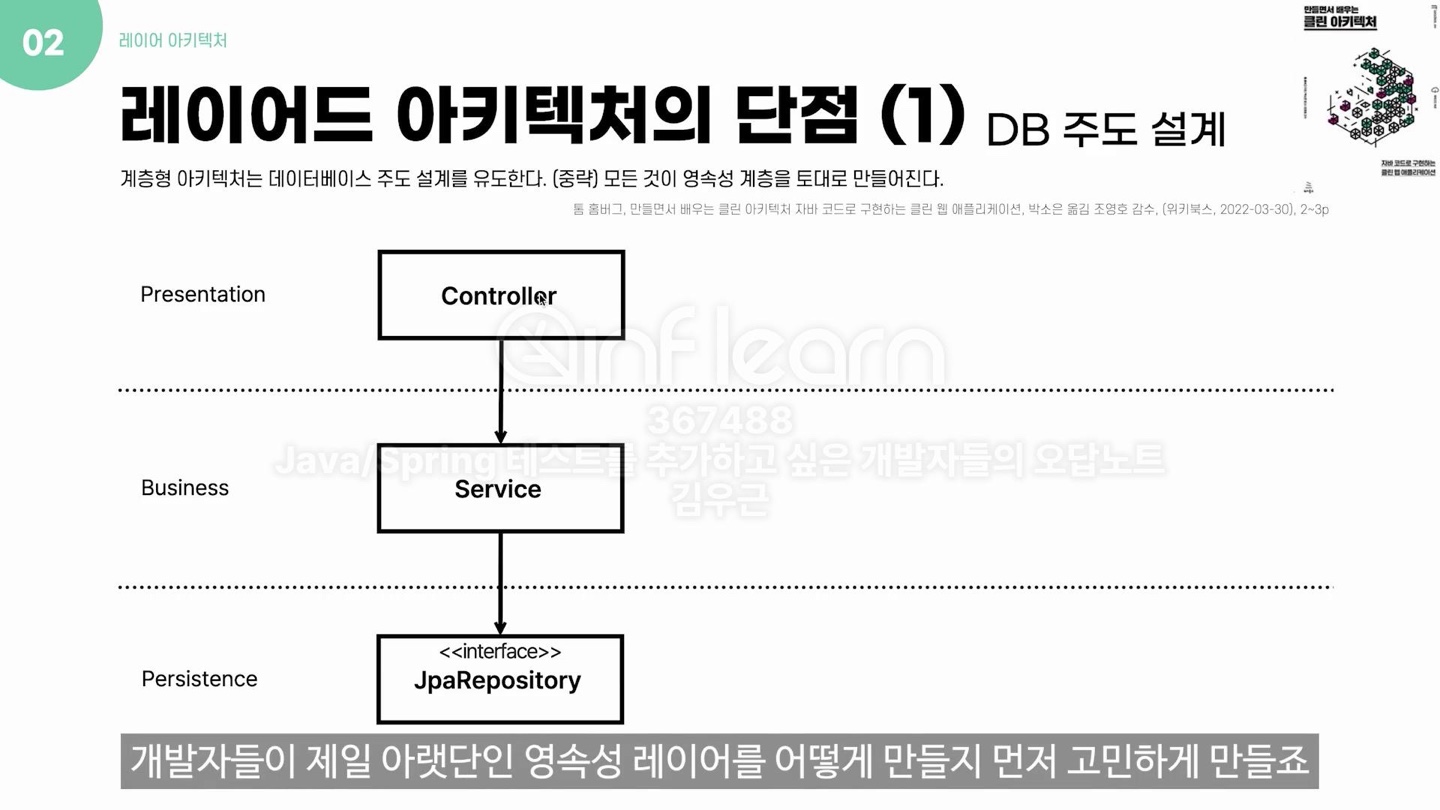 02
레이어 아키텍처
만들면서 배우는
클린 아키텍처
레이어드 아키텍처의 단점 (1) DB 주도 설계
자바 코드로 구현하는
클린 웹 애플리케이션
계층형 아키텍처는 데이터베이스 주도 설계를 유도한다. (중략) 모든 것이 영속성 계층을 토대로 만들어진다.
톰 홈버그, 만들면서 배우는 클린 아키텍처 자바 코드로 구현하는 클린 웹 애플리케이션, 박소은 옮김 조영호 감수, (위키북스, 2022-03-30), 2~3p
Presentation
Controller
inflearn
367488
Java/Spring 테스트를 추가하고 싶은 개발자들의 오답노트
김우근
Business
Service
Persistence
<<interface>>
JpaRepository
개발자들이 제일 아랫단인 영속성 레이어를 어떻게 만들지 먼저 고민하게 만들죠